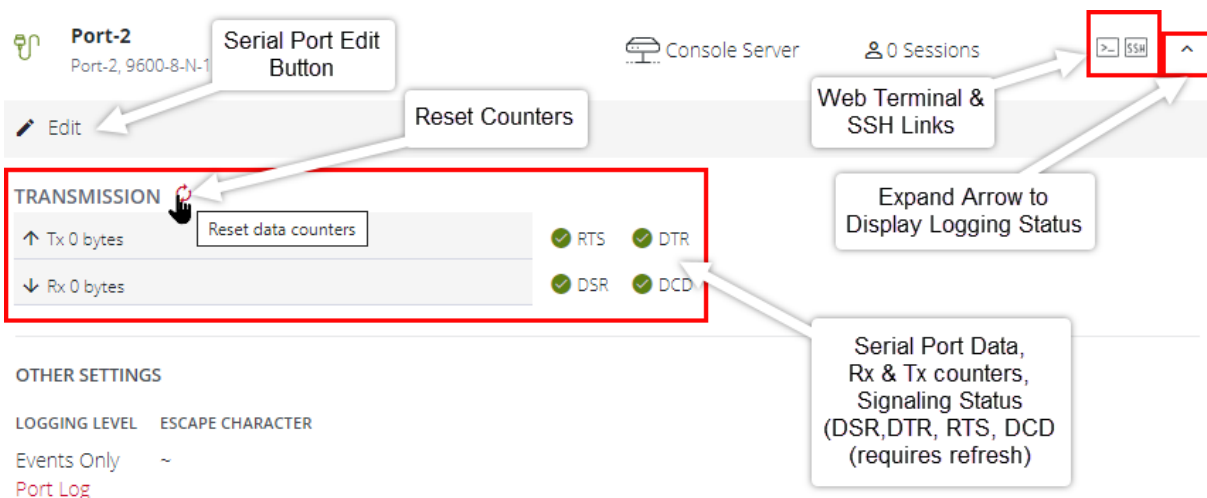 Port-2
Port-2, 9600-8-N-1
Serial Port Edit
Button
Console Server
0 Sessions
>_ SSH
Web Terminal &
SSH Links
Edit
Reset Counters
Expand Arrow to
Display Logging Status
TRANSMISSION
Reset data counters
Tx 0 bytes
RTS DTR
Rx 0 bytes
DSR DCD
Serial Port Data,
Rx & Tx counters,
Signaling Status
(DSR,DTR, RTS, DCD
(requires refresh)
OTHER SETTINGS
LOGGING LEVEL ESCAPE CHARACTER
Events Only ~
Port Log